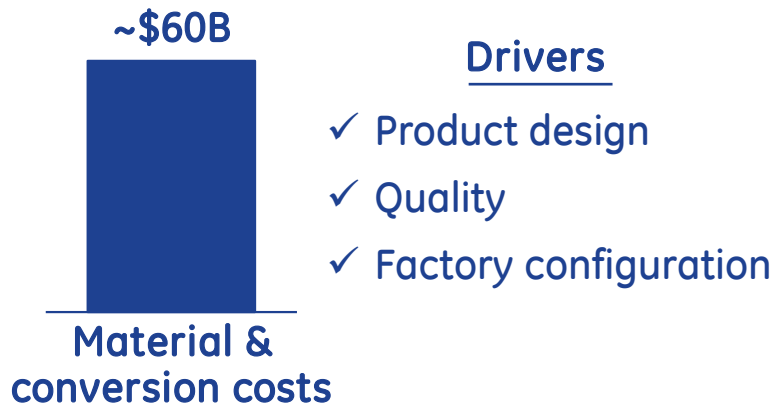 ~$60B
Material &
conversion costs
Drivers
✓ Product design
✓ Quality
✓ Factory configuration